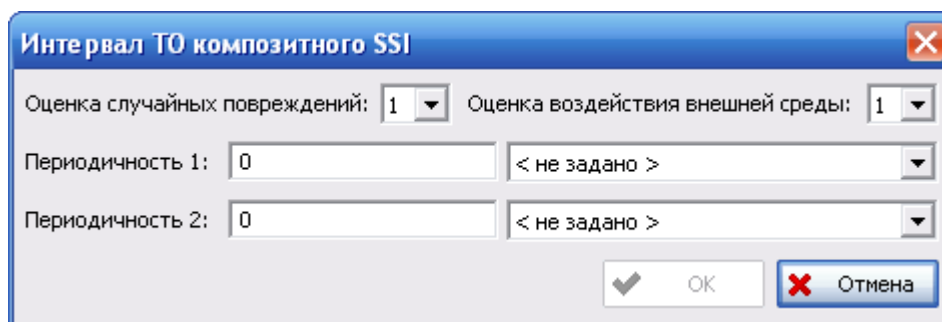 Интервал ТО композитного SSI
Оценка случайных повреждений: 1 Оценка воздействия внешней среды: 1
Периодичность 1: 0 < не задано >
Периодичность 2: 0 < не задано >
OK Отмена